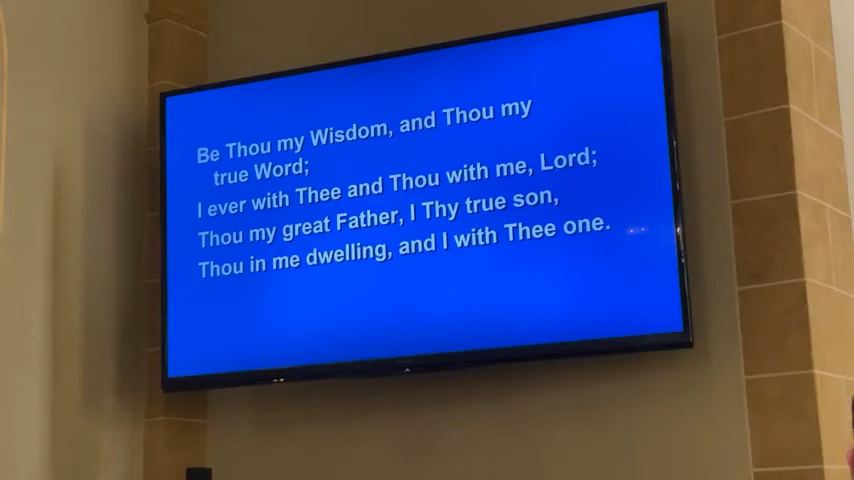 Be Thou my Wisdom, and Thou my
true Word;
I ever with Thee and Thou with me, Lord;
Thou my great Father, I Thy true son,
Thou in me dwelling, and I with Thee one.